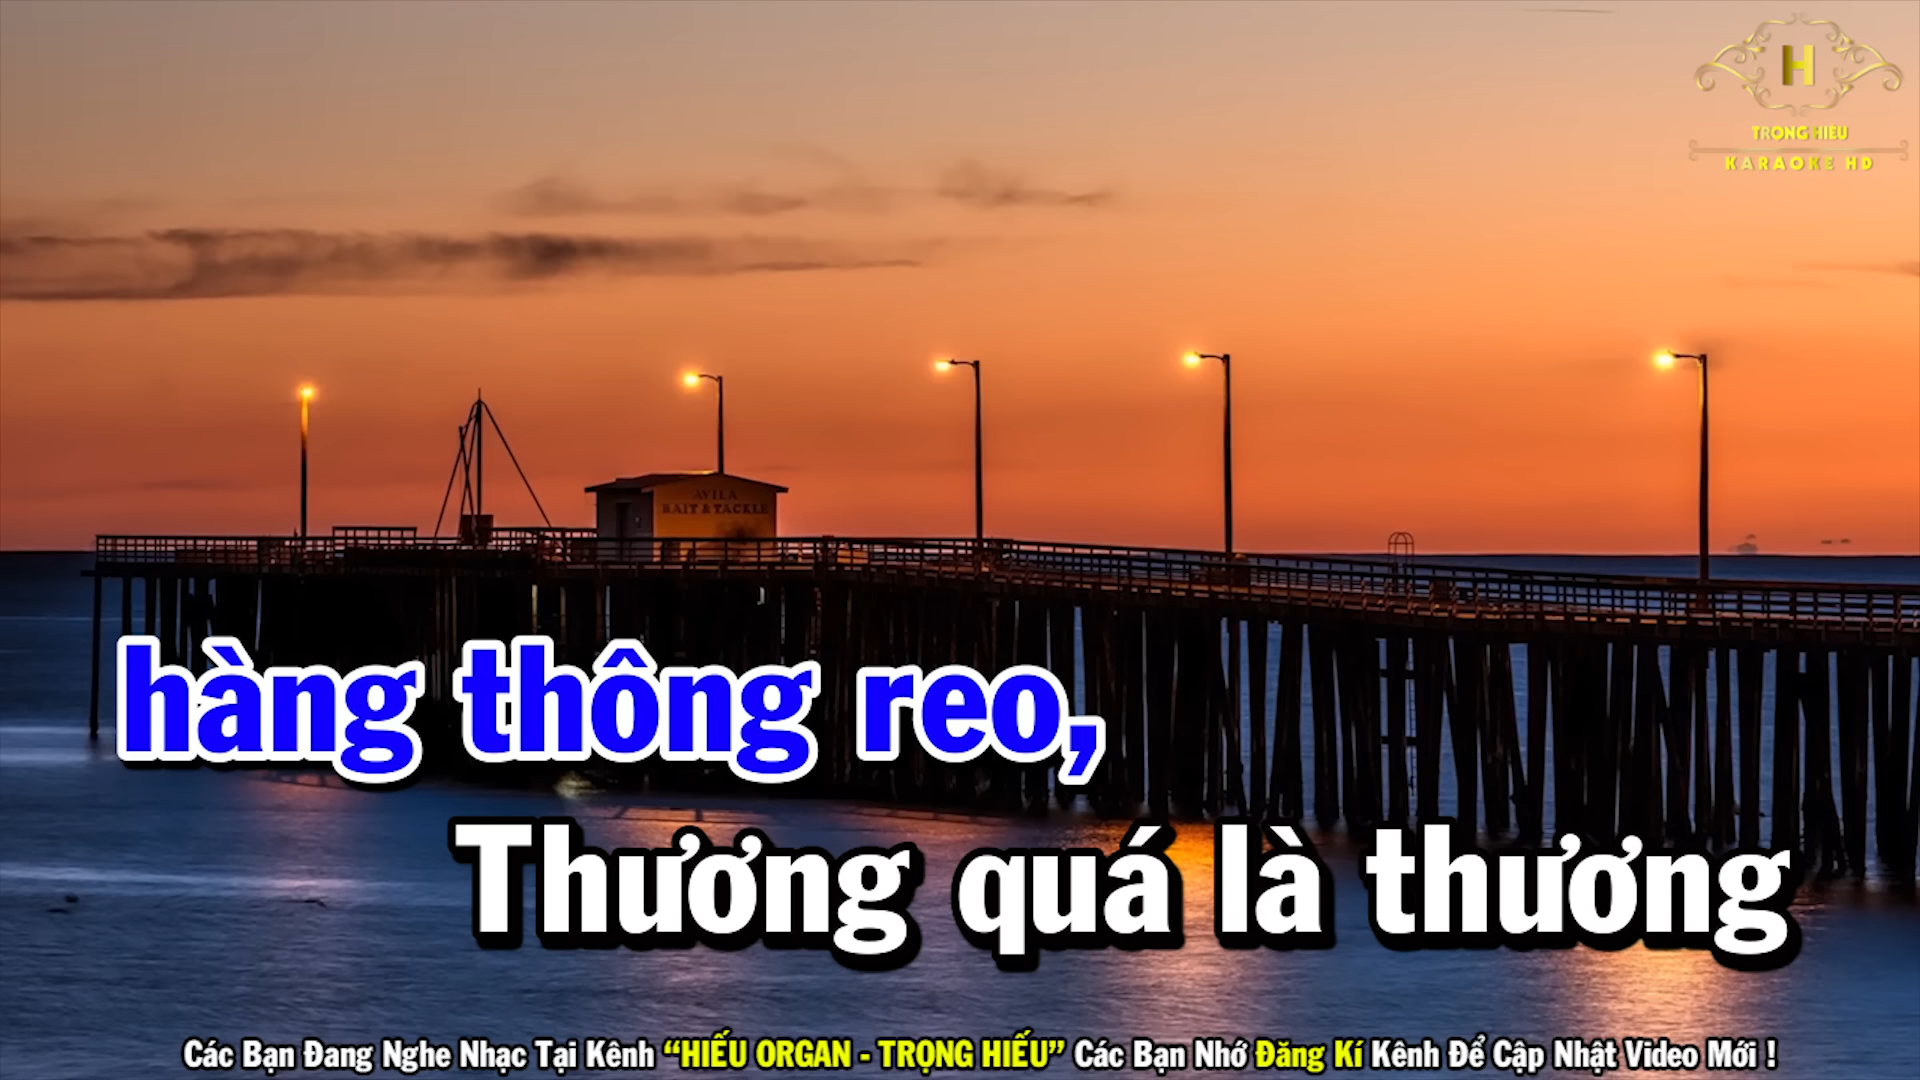 H
TRỌNG HIẾU
KARAOKE HD
AVILA
BAIT & TACKLE
hàng thông reo,
Thương quá là thương
Các Bạn Đang Nghe Nhạc Tại Kênh “HIẾU ORGAN - TRỌNG HIẾU” Các Bạn Nhớ Đăng Kí Kênh Để Cập Nhật Video Mới !